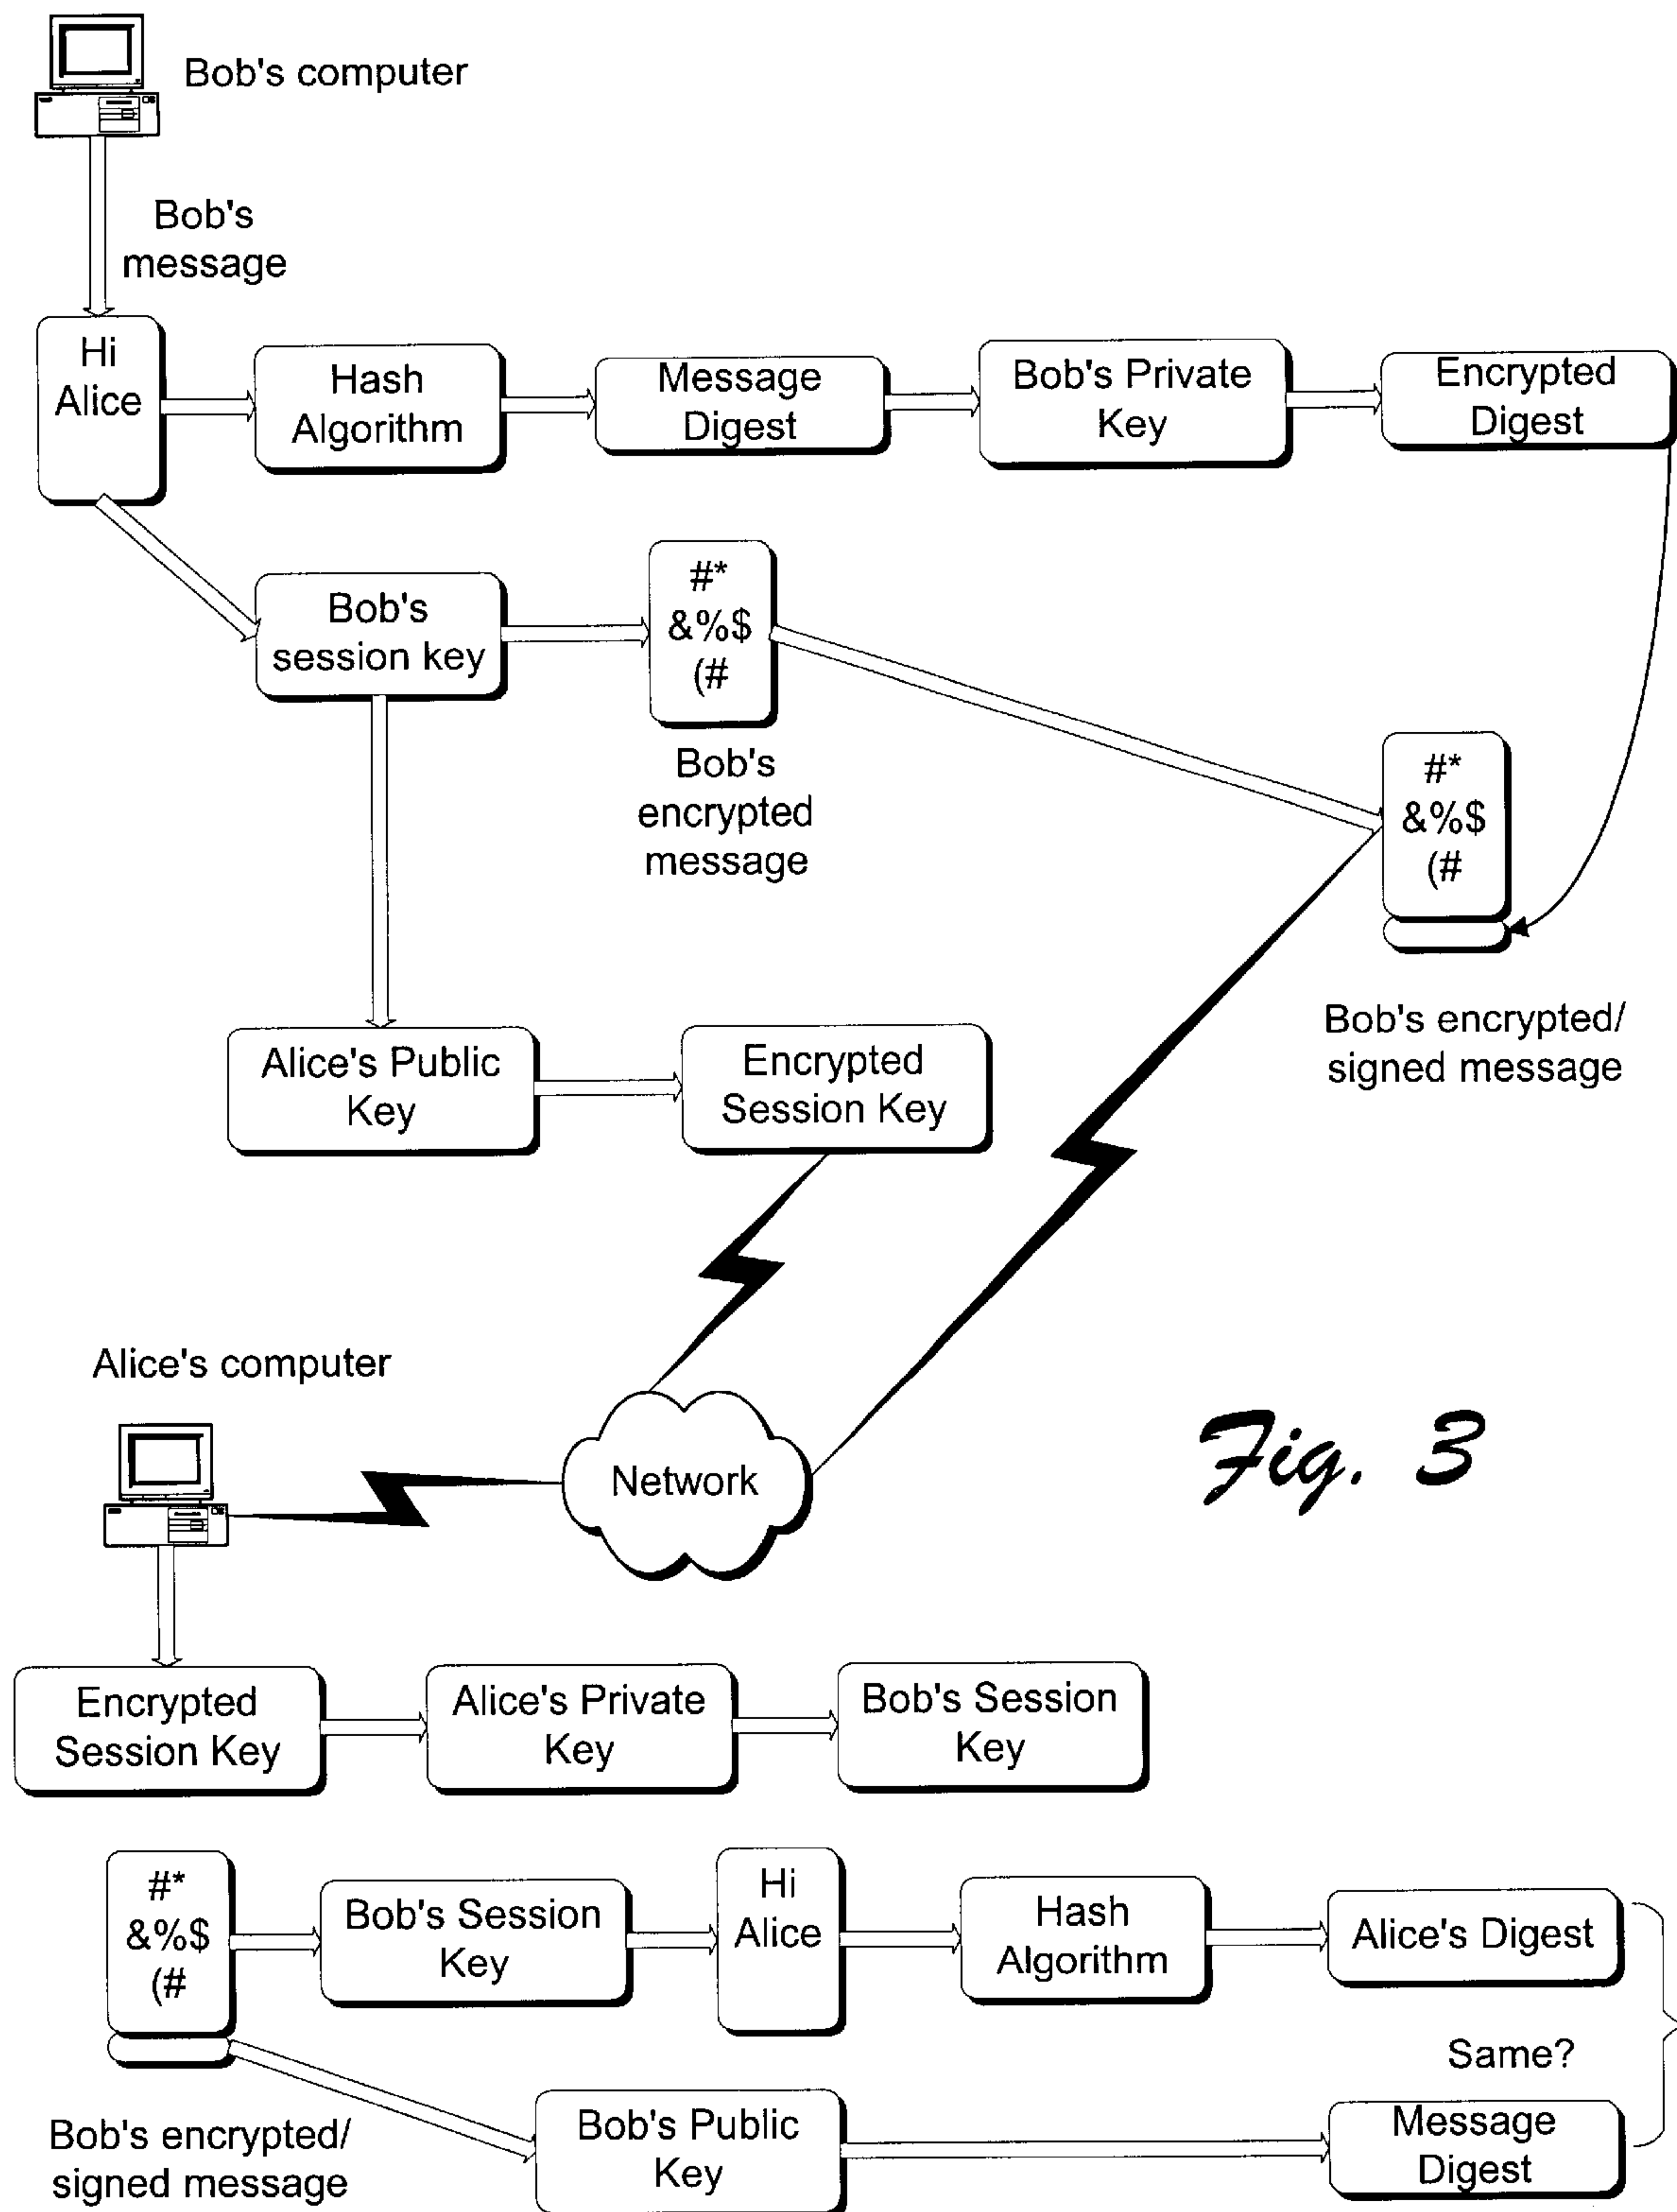 Bob's computer
Bob's
message
Hi
Alice
Hash
Algorithm
Message
Digest
Bob's Private
Key
Encrypted
Digest
Bob's
session key
#*
&%$
(#
Bob's
encrypted
message
#*
&%$
(#
Bob's encrypted/
signed message
Alice's Public
Key
Encrypted
Session Key
Alice's computer
Network
Fig. 3
Encrypted
Session Key
Alice's Private
Key
Bob's Session
Key
#*
&%$
(#
Bob's Session
Key
Hi
Alice
Hash
Algorithm
Alice's Digest
Same?
Bob's encrypted/
signed message
Bob's Public
Key
Message
Digest